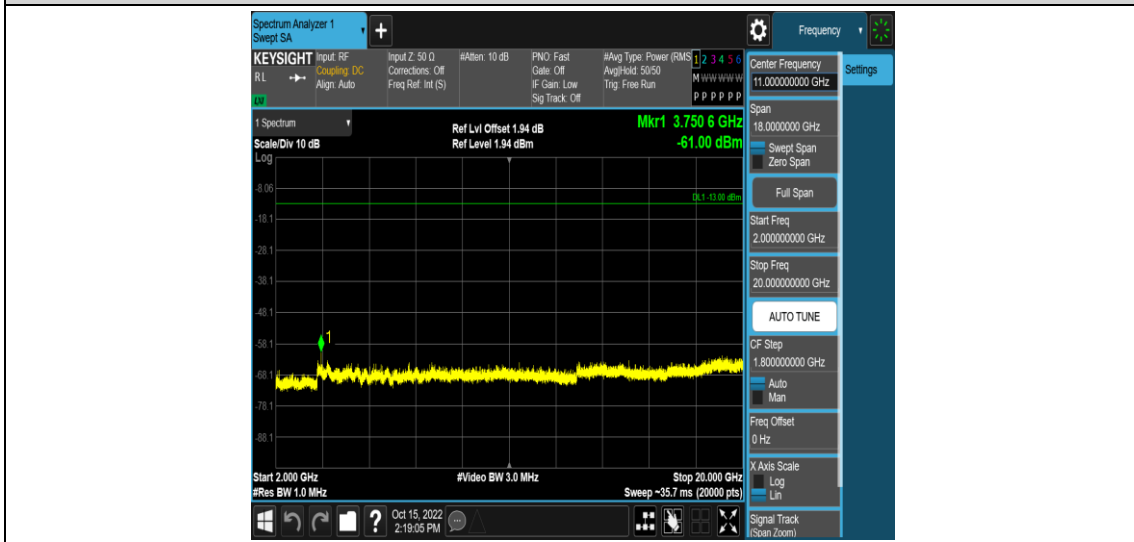 Spectrum Analyzer 1
Swept SA
+
Frequency
KEYSIGHT
RL
LXI
Input: RF
Coupling: DC
Align: Auto
Input Z: 50 Ω
Corrections: Off
Freq Ref: Int (S)
#Atten: 10 dB
PNO: Fast
Gate: Off
IF Gain: Low
Sig Track: Off
#Avg Type: Power (RMS
Avg|Hold: 50/50
Trig: Free Run
1 2 3 4 5 6
M W W W W W
P P P P P P
1 Spectrum
Scale/Div 10 dB
Log
Ref Lvl Offset 1.94 dB
Ref Level 1.94 dBm
Mkr1 3.750 6 GHz
-61.00 dBm
-8.06
DL1 -13.00 dBm
-18.1
-28.1
-38.1
-48.1
1
-58.1
-68.1
-78.1
-88.1
Start 2.000 GHz
#Res BW 1.0 MHz
#Video BW 3.0 MHz
Stop 20.000 GHz
Sweep ~35.7 ms (20000 pts)
?
Oct 15, 2022
2:19:05 PM
Center Frequency
11.000000000 GHz
Settings
Span
18.0000000 GHz
Swept Span
Zero Span
Full Span
Start Freq
2.000000000 GHz
Stop Freq
20.000000000 GHz
AUTO TUNE
CF Step
1.800000000 GHz
Auto
Man
Freq Offset
0 Hz
X Axis Scale
Log
Lin
Signal Track
(Span Zoom)